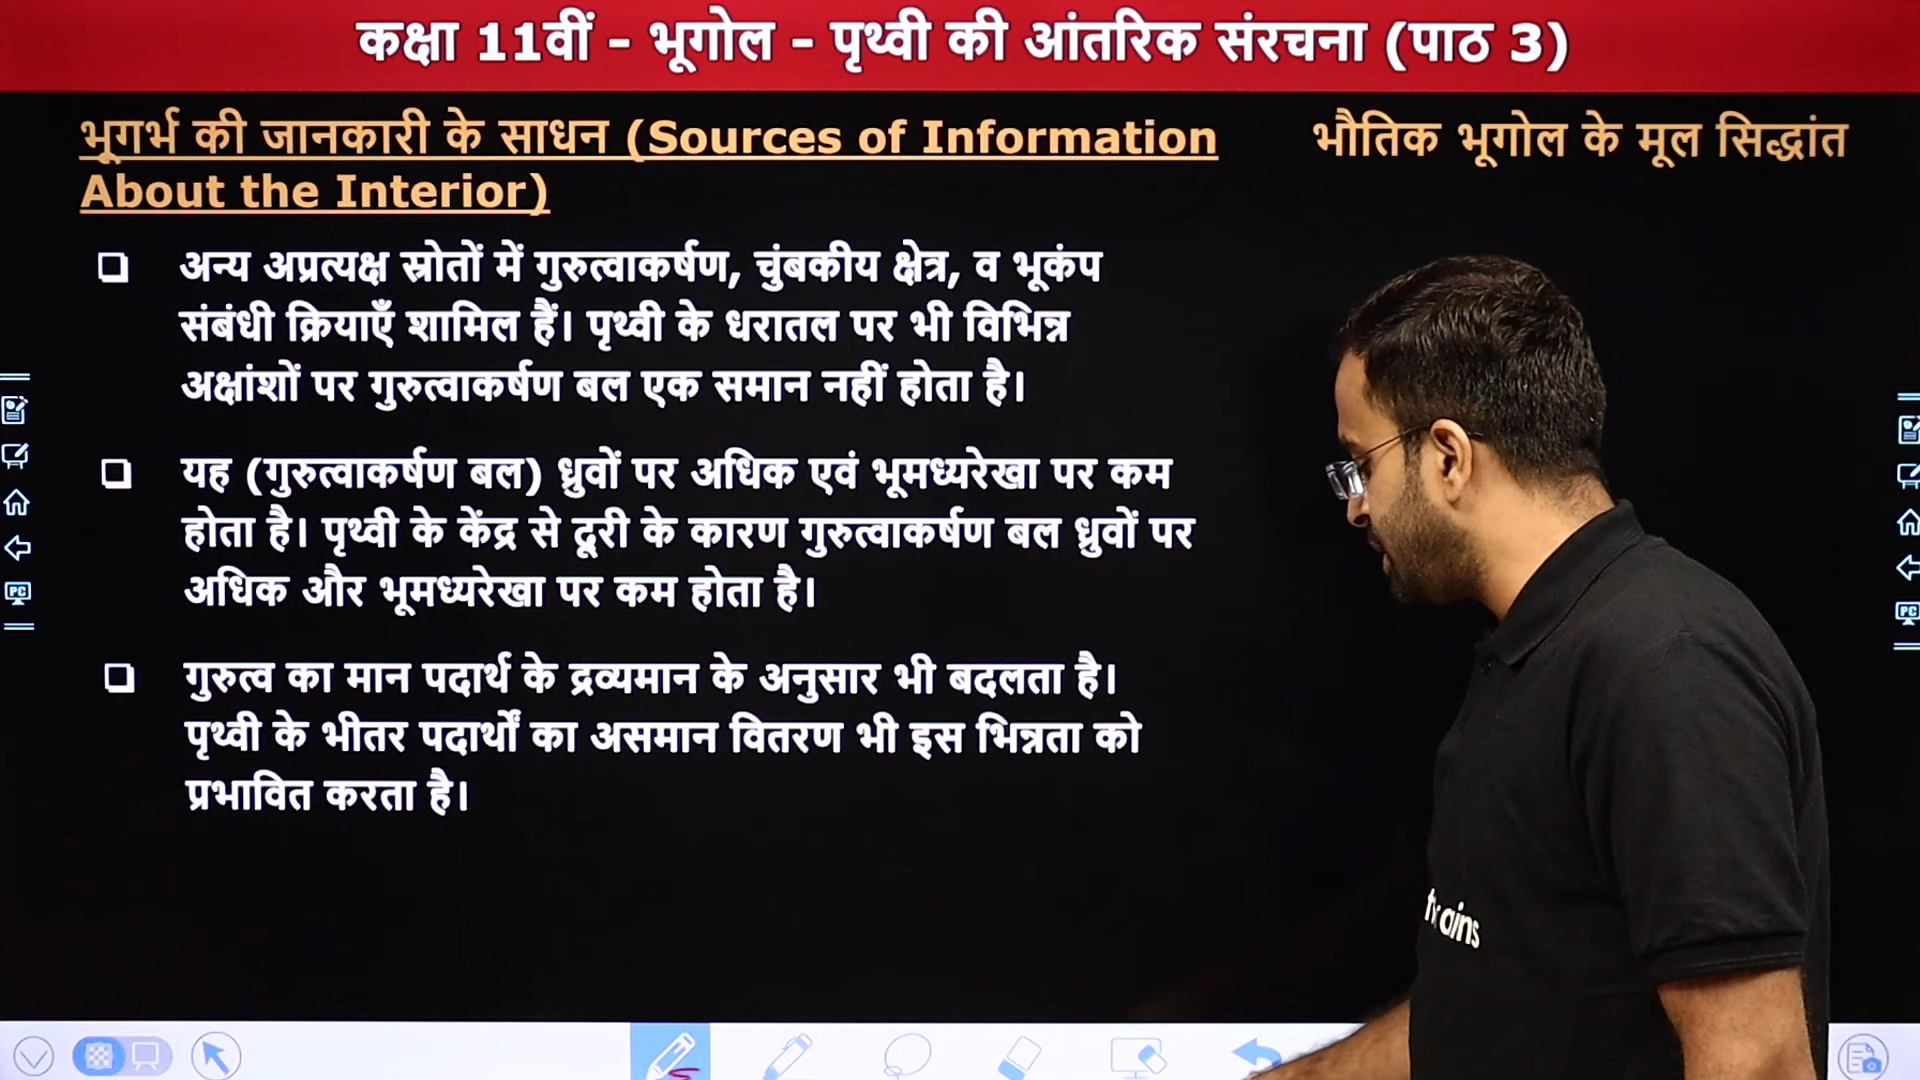 कक्षा 11वीं - भूगोल - पृथ्वी की आंतरिक संरचना (पाठ 3)
भूगर्भ की जानकारी के साधन (Sources of Information
About the Interior)
भौतिक भूगोल के मूल सिद्धांत
अन्य अप्रत्यक्ष स्रोतों में गुरुत्वाकर्षण, चुंबकीय क्षेत्र, व भूकंप
संबंधी क्रियाएँ शामिल हैं। पृथ्वी के धरातल पर भी विभिन्न
अक्षांशों पर गुरुत्वाकर्षण बल एक समान नहीं होता है।
यह (गुरुत्वाकर्षण बल) ध्रुवों पर अधिक एवं भूमध्यरेखा पर कम
होता है। पृथ्वी के केंद्र से दूरी के कारण गुरुत्वाकर्षण बल ध्रुवों पर
अधिक और भूमध्यरेखा पर कम होता है।
गुरुत्व का मान पदार्थ के द्रव्यमान के अनुसार भी बदलता है।
पृथ्वी के भीतर पदार्थों का असमान वितरण भी इस भिन्नता को
प्रभावित करता है।
PC
PC